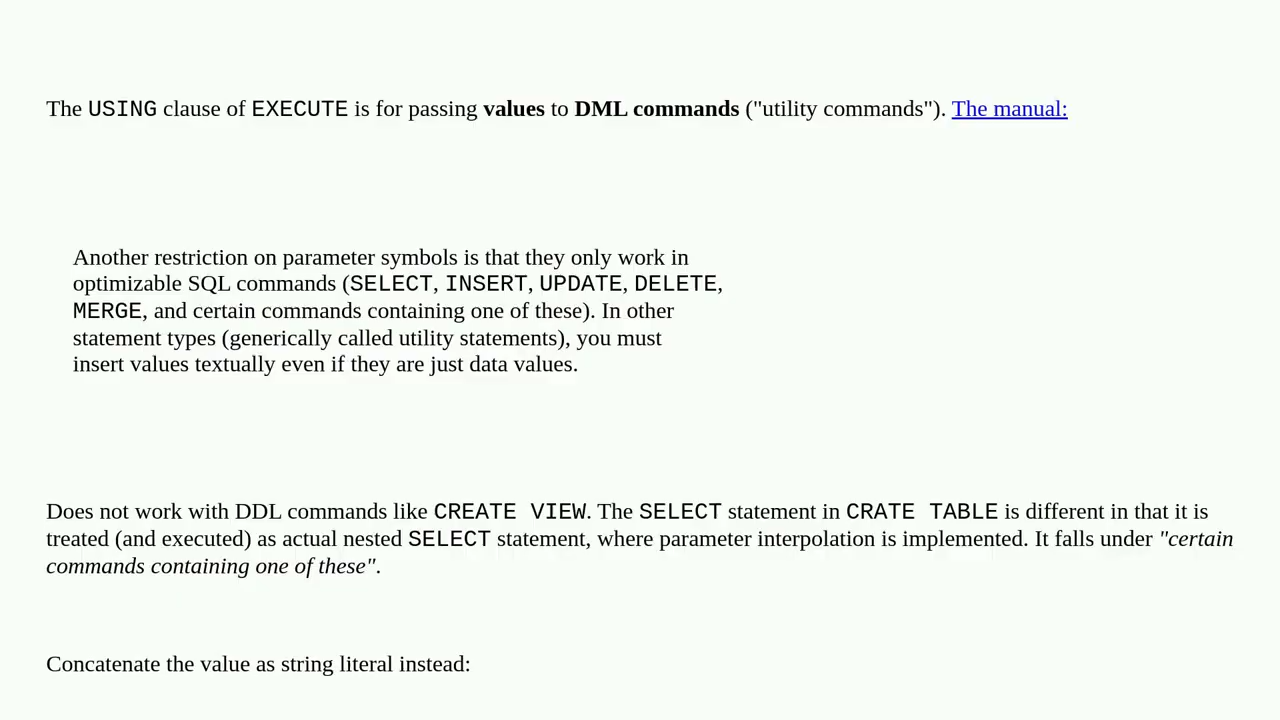 The USING clause of EXECUTE is for passing values to DML commands ("utility commands"). The manual:
Another restriction on parameter symbols is that they only work in
optimizable SQL commands (SELECT, INSERT, UPDATE, DELETE,
MERGE, and certain commands containing one of these). In other
statement types (generically called utility statements), you must
insert values textually even if they are just data values.
Does not work with DDL commands like CREATE VIEW. The SELECT statement in CRATE TABLE is different in that it is
treated (and executed) as actual nested SELECT statement, where parameter interpolation is implemented. It falls under "certain
commands containing one of these".
Concatenate the value as string literal instead: